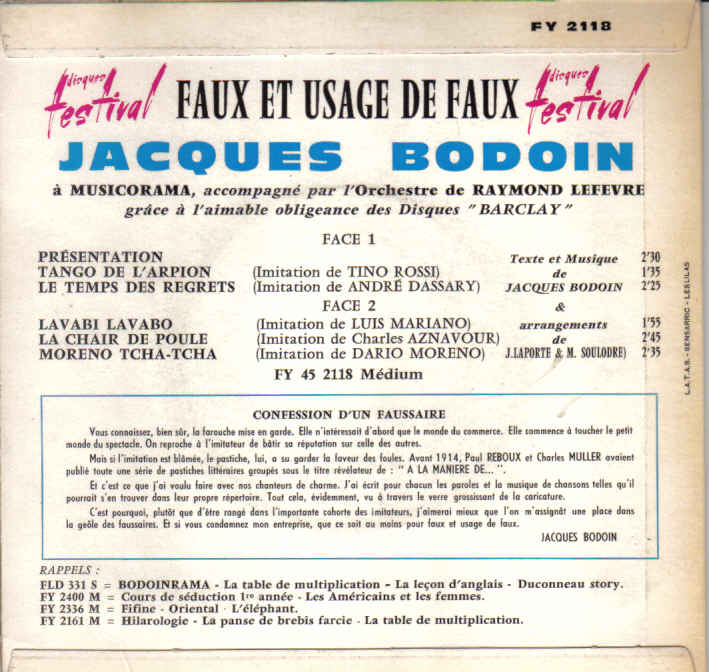 FY 2118
disques festival FAUX ET USAGE DE FAUX disques festival
JACQUES BODOIN
à MUSICORAMA, accompagné par l'Orchestre de RAYMOND LEFEVRE
grâce à l'aimable obligeance des Disques "BARCLAY"
FACE 1
PRÉSENTATION Texte et Musique 2'30
TANGO DE L'ARPION (Imitation de TINO ROSSI) de 1'35
LE TEMPS DES REGRETS (Imitation de ANDRÉ DASSARY) JACQUES BODOIN 2'25
FACE 2 &
LAVABI LAVABO (Imitation de LUIS MARIANO) arrangements 1'55
LA CHAIR DE POULE (Imitation de Charles AZNAVOUR) de 2'45
MORENO TCHA-TCHA (Imitation de DARIO MORENO) J.LAPORTE & M. SOULODRE) 2'35
FY 45 2118 Médium
L.A.T.A.B. - SENSARRIC - LES LILAS
CONFESSION D'UN FAUSSAIRE
Vous connaissez, bien sûr, la farouche mise en garde. Elle n'intéressait d'abord que le monde du commerce. Elle commence à toucher le petit
monde du spectacle. On reproche à l'imitateur de bâtir sa réputation sur celle des autres.
Mais si l'imitation est blâmée, le pastiche, lui, a su garder la faveur des foules. Avant 1914, Paul REBOUX et Charles MULLER avaient
publié toute une série de pastiches littéraires groupés sous le titre révélateur de : " A LA MANIERE DE... ".
Et c'est ce que j'ai voulu faire avec nos chanteurs de charme. J'ai écrit pour chacun les paroles et la musique de chansons telles qu'il
pourrait s'en trouver dans leur propre répertoire. Tout cela, évidemment, vu à travers le verre grossissant de la caricature.
C'est pourquoi, plutôt que d'être rangé dans l'importante cohorte des imitateurs, j'aimerai mieux que l'on m'assignât une place dans
la geôle des faussaires. Et si vous condamnez mon entreprise, que ce soit au moins pour faux et usage de faux.
JACQUES BODOIN
RAPPELS :
FLD 331 S = BODOINRAMA - La table de multiplication - La leçon d'anglais - Duconneau story.
FY 2400 M = Cours de séduction 1re année - Les Américains et les femmes.
FY 2336 M = Fifine - Oriental - L'éléphant.
FY 2161 M = Hilarologie - La panse de brebis farcie - La table de multiplication.